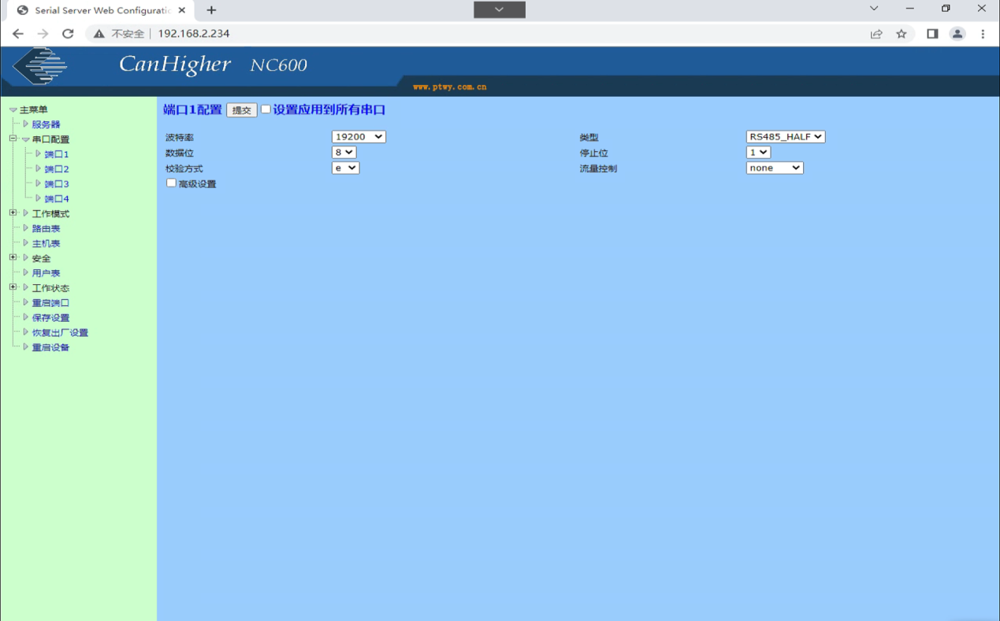 Serial Server Web Configuratio
不安全 192.168.2.234
CanHigher NC600
www.ptwy.com.cn
主菜单
服务器
串口配置
端口1
端口2
端口3
端口4
工作模式
路由表
主机表
安全
用户表
工作状态
重启端口
保存设置
恢复出厂设置
重启设备
端口1配置 提交 设置应用到所有串口
波特率 19200 类型 RS485_HALF
数据位 8 停止位 1
校验方式 e 流量控制 none
高级设置